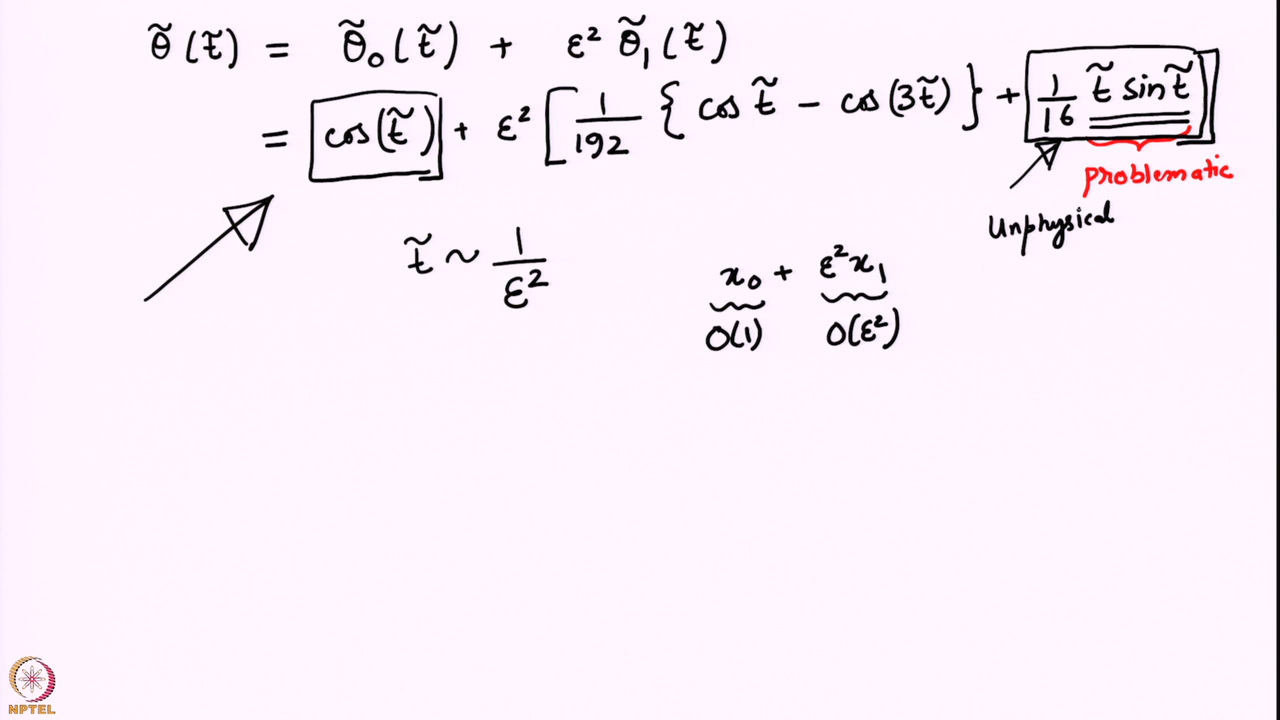 θ̃(t̃) = θ̃₀(t̃) + ε² θ̃₁(t̃)
= cos(t̃) + ε² [ 1/192 { cos t̃ − cos(3t̃) } + 1/16 t̃ sin t̃
problematic
Unphysical
t̃ ~ 1/ε²
x₀ + ε²x₁
O(1) O(ε²)
NPTEL